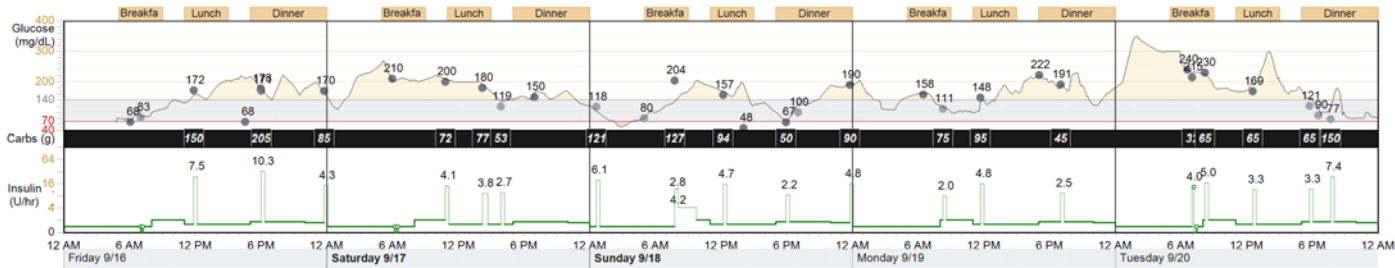 Breakfa Lunch Dinner Breakfa Lunch Dinner Breakfa Lunch Dinner Breakfa Lunch Dinner Breakfa Lunch Dinner
400
Glucose
(mg/dL)
300
200
140
70
40
172 178 170 210 200 180 150 204 157 190 158 222 191 148 240 230 169
68 83 68 119 118 80 48 67 100 111 121 90 77
Carbs (g) 150 205 85 72 77 53 121 127 94 50 90 75 95 45 65 65 65 150
64
16
4
0
Insulin
(U/hr)
7.5 10.3 4.3 4.1 3.8 2.7 6.1 2.8 4.2 4.7 2.2 4.8 2.0 4.8 2.5 4.0 5.0 3.3 3.3 7.4
12 AM 6 AM 12 PM 6 PM 12 AM 6 AM 12 PM 6 PM 12 AM 6 AM 12 PM 6 PM 12 AM 6 AM 12 PM 6 PM 12 AM 6 AM 12 PM 6 PM 12 AM
Friday 9/16 Saturday 9/17 Sunday 9/18 Monday 9/19 Tuesday 9/20